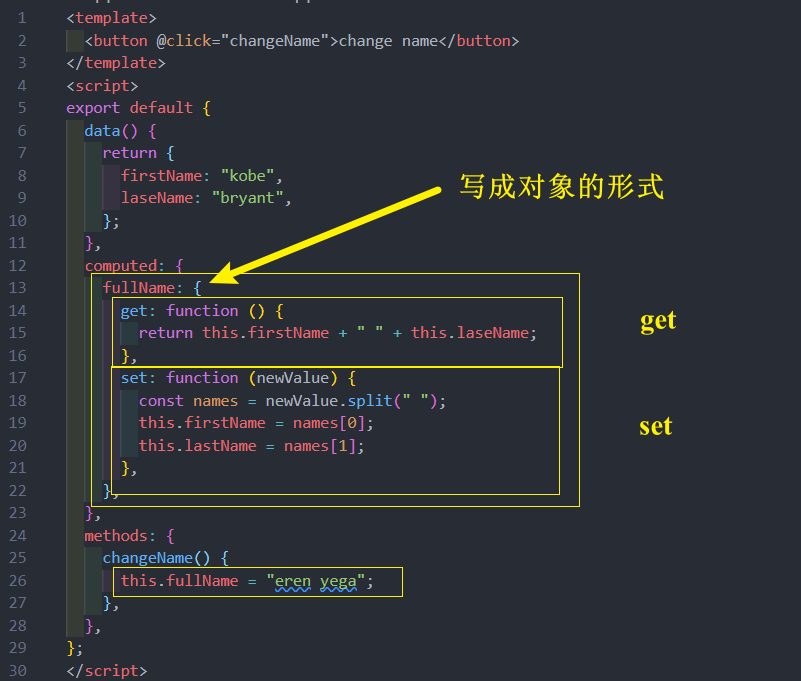 1 <template>
2   <button @click="changeName">change name</button>
3 </template>
4 <script>
5 export default {
6   data() {
7     return {
8       firstName: "kobe",
9       laseName: "bryant",
10     };
11   },
12   computed: {
13     fullName: {
14       get: function () {
15         return this.firstName + " " + this.laseName;
16       },
17       set: function (newValue) {
18         const names = newValue.split(" ");
19         this.firstName = names[0];
20         this.lastName = names[1];
21       },
22     },
23   },
24   methods: {
25     changeName() {
26       this.fullName = "eren yega";
27     },
28   },
29 };
30 </script>
写成对象的形式
get
set